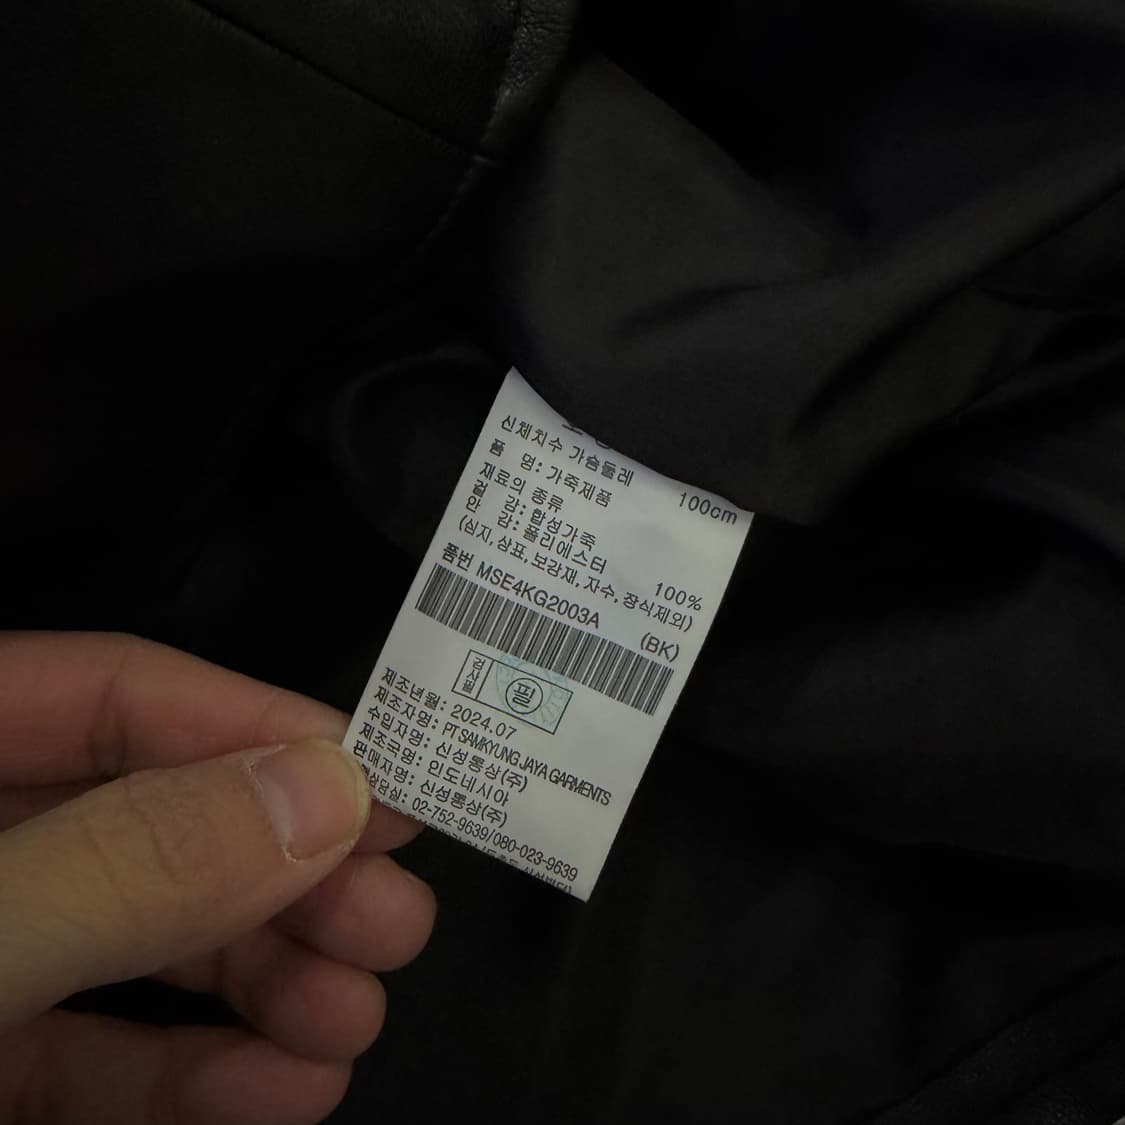 신체치수 가슴둘레 100cm
품 명: 가죽제품
재료의 종류
겉 감: 합성가죽
안 감: 폴리에스터 100%
(심지, 상표, 보강재, 자수, 장식제외)
품번 MSE4KG2003A (BK)
검사필 필
제조년월: 2024.07
제조자명: PT SAMKYUNG JAYA GARMENTS
수입자명: 신성통상(주)
제조국명: 인도네시아
판매자명: 신성통상(주)
상담실: 02-752-9639/080-023-9639